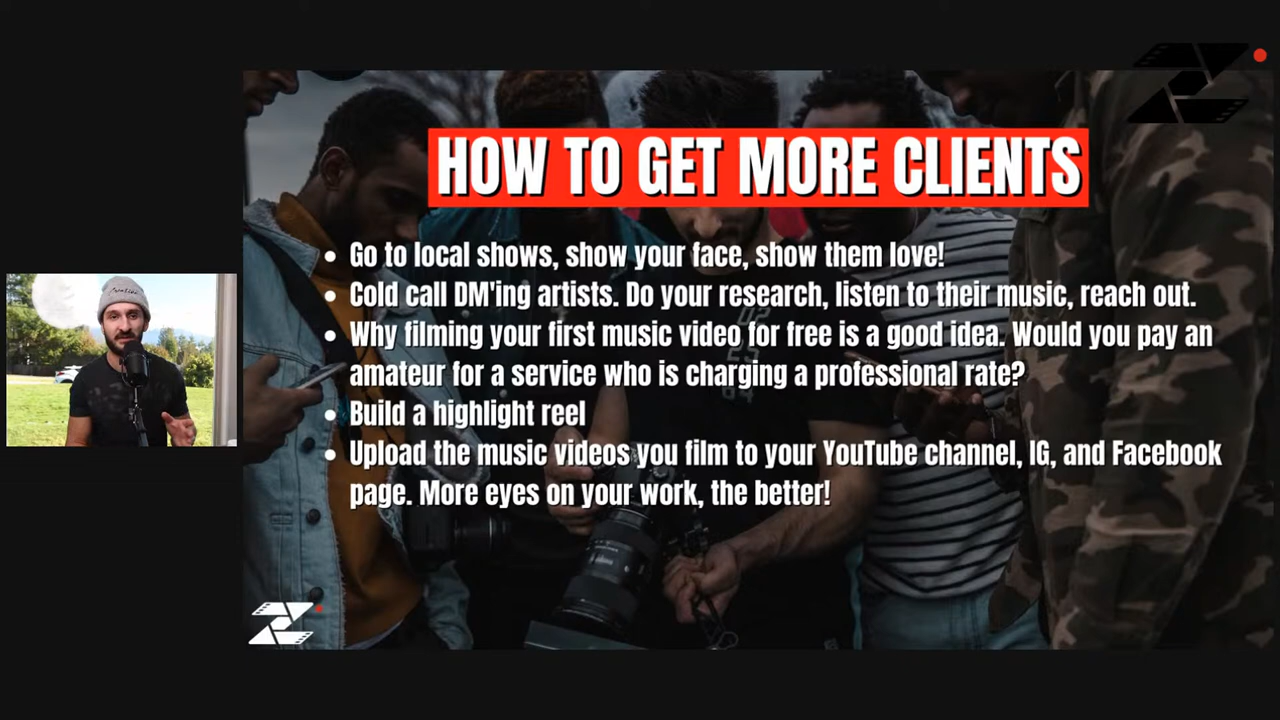 HOW TO GET MORE CLIENTS
• Go to local shows, show your face, show them love!
• Cold call DM'ing artists. Do your research, listen to their music, reach out.
• Why filming your first music video for free is a good idea. Would you pay an
amateur for a service who is charging a professional rate?
• Build a highlight reel
• Upload the music videos you film to your YouTube channel, IG, and Facebook
page. More eyes on your work, the better!